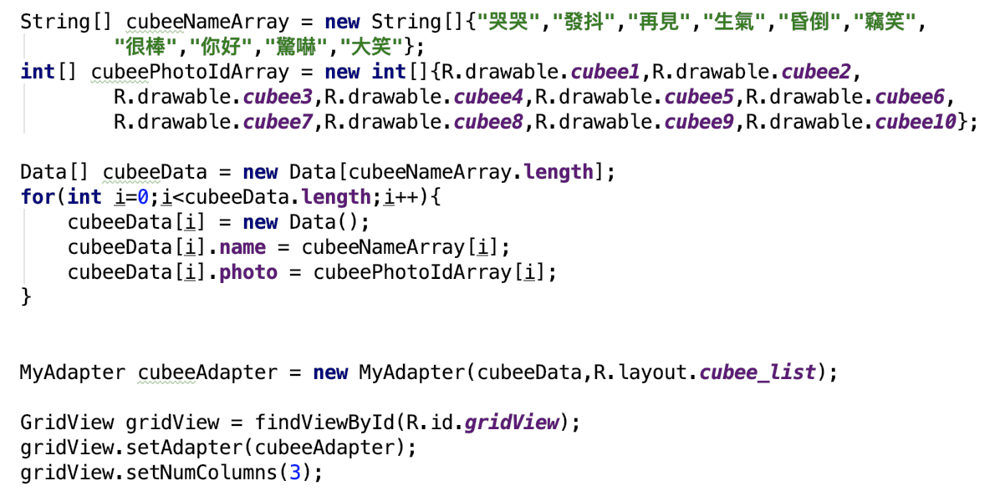 String[] cubeeNameArray = new String[]{"哭哭","發抖","再見","生氣","昏倒","竊笑",
"很棒","你好","驚嚇","大笑"};
int[] cubeePhotoIdArray = new int[]{R.drawable.cubee1,R.drawable.cubee2,
R.drawable.cubee3,R.drawable.cubee4,R.drawable.cubee5,R.drawable.cubee6,
R.drawable.cubee7,R.drawable.cubee8,R.drawable.cubee9,R.drawable.cubee10};
Data[] cubeeData = new Data[cubeeNameArray.length];
for(int i=0;i<cubeeData.length;i++){
cubeeData[i] = new Data();
cubeeData[i].name = cubeeNameArray[i];
cubeeData[i].photo = cubeePhotoIdArray[i];
}
MyAdapter cubeeAdapter = new MyAdapter(cubeeData,R.layout.cubee_list);
GridView gridView = findViewById(R.id.gridView);
gridView.setAdapter(cubeeAdapter);
gridView.setNumColumns(3);